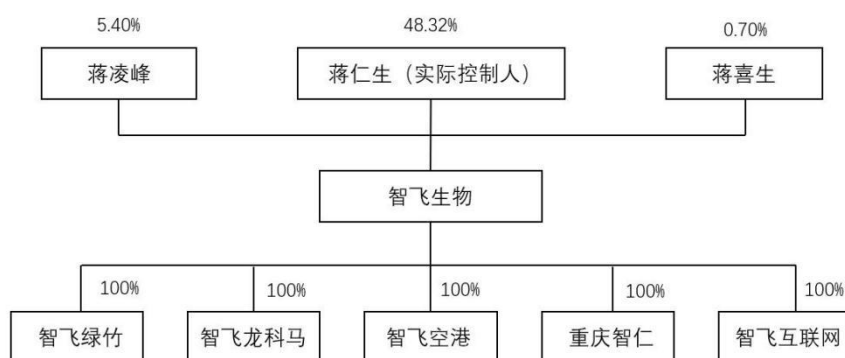 5.40%
48.32%
0.70%
蒋凌峰
蒋仁生（实际控制人）
蒋喜生
智飞生物
100%
100%
100%
100%
100%
智飞绿竹
智飞龙科马
智飞空港
重庆智仁
智飞互联网